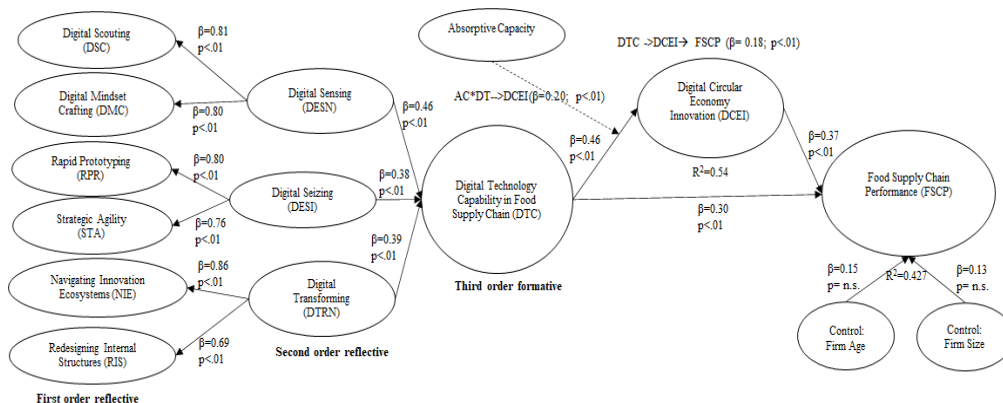 Digital Scouting
(DSC)
β=0.81
p<.01
Digital Mindset
Crafting (DMC)
β=0.80
p<.01
Rapid Prototyping
(RPR)
β=0.80
p<.01
Strategic Agility
(STA)
β=0.76
p<.01
Navigating Innovation
Ecosystems (NIE)
β=0.86
p<.01
Redesigning Internal
Structures (RIS)
β=0.69
p<.01
First order reflective
Digital Sensing
(DESN)
β=0.46
p<.01
Digital Seizing
(DESI)
β=0.38
p<.01
Digital
Transforming
(DTRN)
β=0.39
p<.01
Second order reflective
Absorptive Capacity
AC*DT-->DCEI(β=0.20; p<.01)
Digital Technology
Capability in Food
Supply Chain (DTC)
Third order formative
DTC ->DCEI→ FSCP (β= 0.18; p<.01)
β=0.46
p<.01
Digital Circular
Economy
Innovation (DCEI)
R²=0.54
β=0.37
p<.01
β=0.30
p<.01
Food Supply Chain
Performance (FSCP)
R²=0.427
β=0.15
p= n.s.
β=0.13
p= n.s.
Control:
Firm Age
Control:
Firm Size